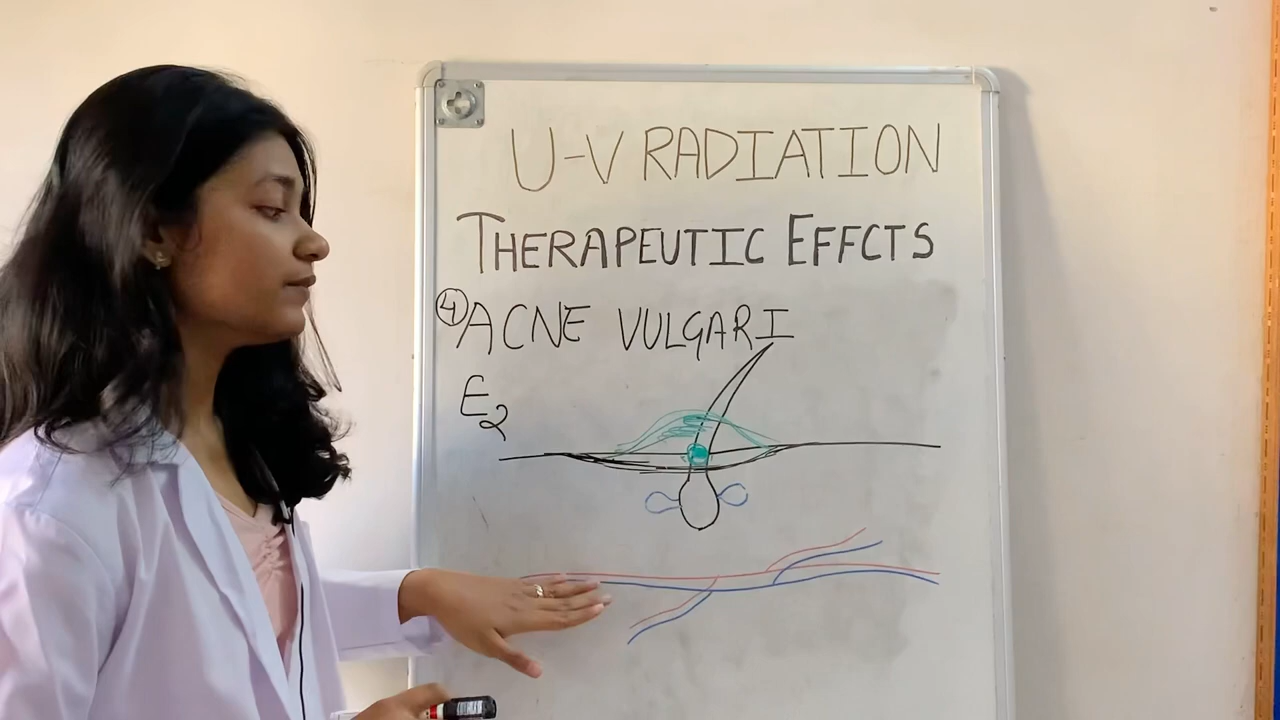 U-V RADIATION
THERAPEUTIC EFFCTS
④ ACNE VULGARI
E2